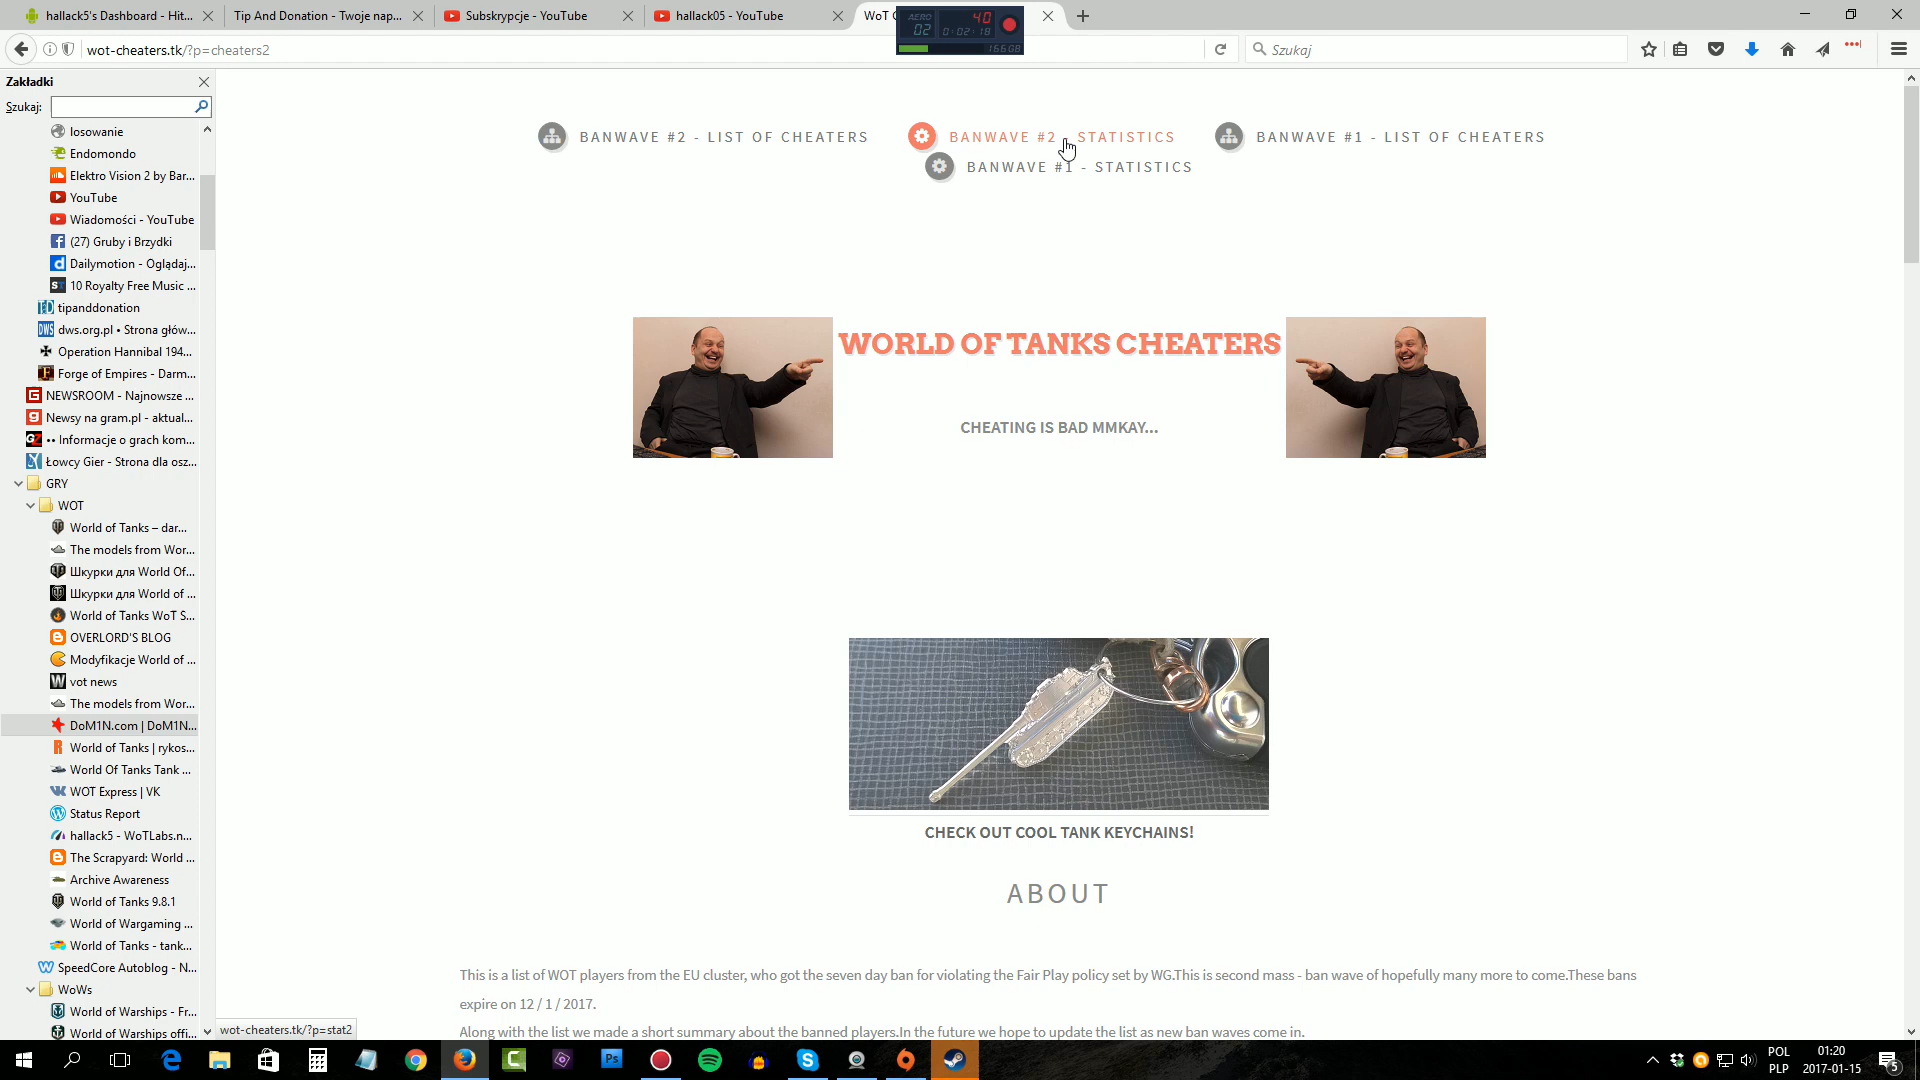 hallack5's Dashboard - Hit...
Tip And Donation - Twoje nap...
Subskrypcje - YouTube
hallack05 - YouTube
WoT C
AERO
02
40
0:02:18
155GB
wot-cheaters.tk/?p=cheaters2
Szukaj
Zakładki
Szukaj:
losowanie
Endomondo
Elektro Vision 2 by Bar...
YouTube
Wiadomości - YouTube
(27) Gruby i Brzydki
Dailymotion - Oglądaj...
10 Royalty Free Music ...
tipanddonation
dws.org.pl • Strona głów...
Operation Hannibal 194...
Forge of Empires - Darm...
NEWSROOM - Najnowsze ...
Newsy na gram.pl - aktual...
•• Informacje o grach kom...
Łowcy Gier - Strona dla osz...
GRY
WOT
World of Tanks – dar...
The models from Wor...
Шкурки для World Of...
Шкурки для World of ...
World of Tanks WoT S...
OVERLORD'S BLOG
Modyfikacje World of ...
vot news
The models from Wor...
DoM1N.com | DoM1N...
World of Tanks | rykos...
World Of Tanks Tank ...
WOT Express | VK
Status Report
hallack5 - WoTLabs.n...
The Scrapyard: World ...
Archive Awareness
World of Tanks 9.8.1
World of Wargaming ...
World of Tanks - tank...
SpeedCore Autoblog - N...
WoWs
World of Warships - Fr...
World of Warships offi...
BANWAVE #2 - LIST OF CHEATERS
BANWAVE #2 - STATISTICS
BANWAVE #1 - LIST OF CHEATERS
BANWAVE #1 - STATISTICS
WORLD OF TANKS CHEATERS
CHEATING IS BAD MMKAY...
CHECK OUT COOL TANK KEYCHAINS!
ABOUT
This is a list of WOT players from the EU cluster, who got the seven day ban for violating the Fair Play policy set by WG.This is second mass - ban wave of hopefully many more to come.These bans
expire on 12 / 1 / 2017.
Along with the list we made a short summary about the banned players.In the future we hope to update the list as new ban waves come in.
wot-cheaters.tk/?p=stat2
POL
PLP
01:20
2017-01-15
5